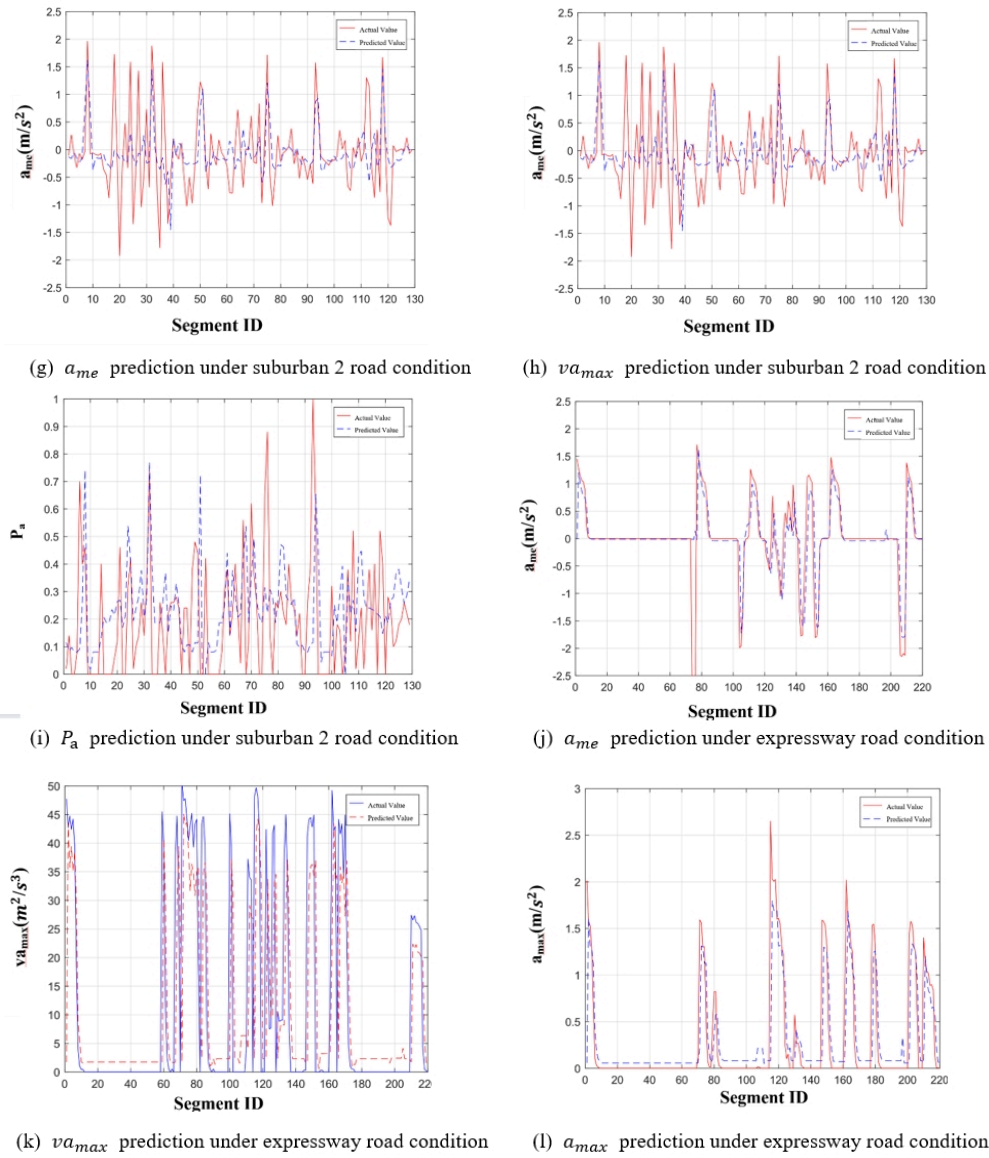 2.5
2
1.5
1
0.5
0
-0.5
-1
-1.5
-2
-2.5
a_me(m/s²)
Actual Value
Predicted Value
0 10 20 30 40 50 60 70 80 90 100 110 120 130
Segment ID
(g) a_me prediction under suburban 2 road condition
2.5
2
1.5
1
0.5
0
-0.5
-1
-1.5
-2
-2.5
a_me(m/s²)
Actual Value
Predicted Value
0 10 20 30 40 50 60 70 80 90 100 110 120 130
Segment ID
(h) va_max prediction under suburban 2 road condition
1
0.9
0.8
0.7
0.6
0.5
0.4
0.3
0.2
0.1
0
P_a
Actual Value
Predicted Value
0 10 20 30 40 50 60 70 80 90 100 110 120 130
Segment ID
(i) P_a prediction under suburban 2 road condition
2.5
2
1.5
1
0.5
0
-0.5
-1
-1.5
-2
-2.5
a_me(m/s²)
Actual Value
Predicted Value
0 20 40 60 80 100 120 140 160 180 200 220
Segment ID
(j) a_me prediction under expressway road condition
50
45
40
35
30
25
20
15
10
5
0
va_max(m²/s³)
Actual Value
Predicted Value
0 20 40 60 80 100 120 140 160 180 200 220
Segment ID
(k) va_max prediction under expressway road condition
3
2.5
2
1.5
1
0.5
0
a_max(m/s²)
Actual Value
Predicted Value
0 20 40 60 80 100 120 140 160 180 200 220
Segment ID
(l) a_max prediction under expressway road condition